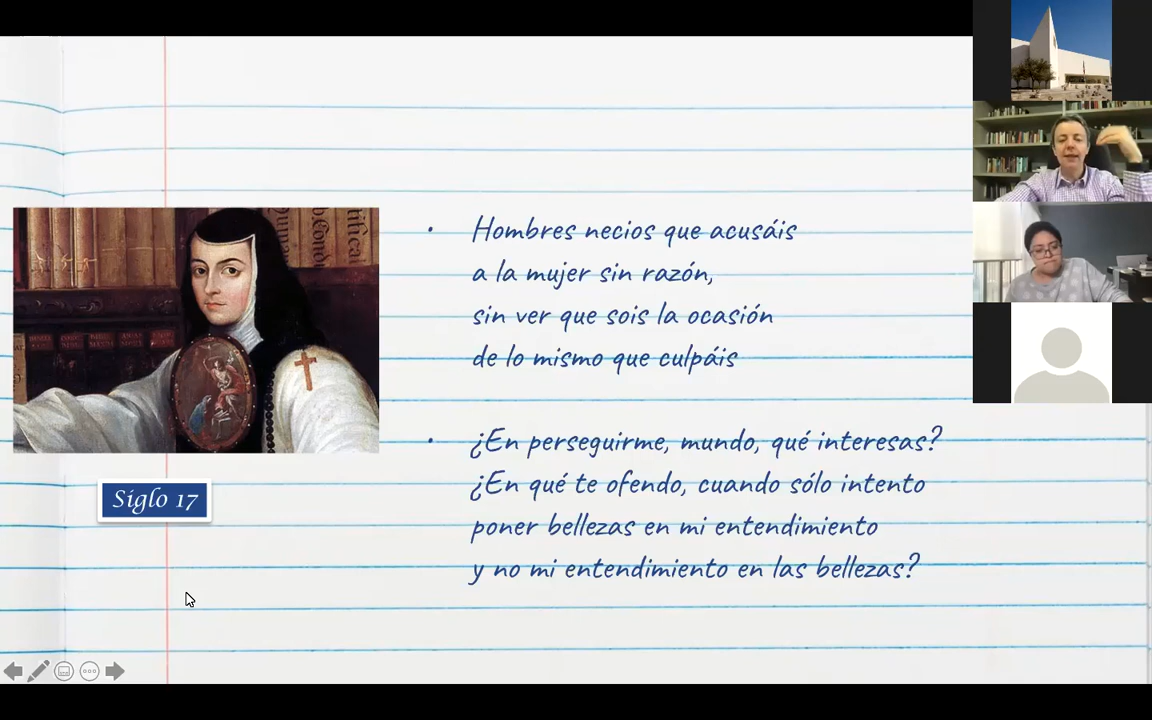 Hombres necios que acusáis
a la mujer sin razón,
sin ver que sois la ocasión
de lo mismo que culpáis
¿En perseguirme, mundo, qué interesas?
¿En qué te ofendo, cuando sólo intento
poner bellezas en mi entendimiento
y no mi entendimiento en las bellezas?
Siglo 17